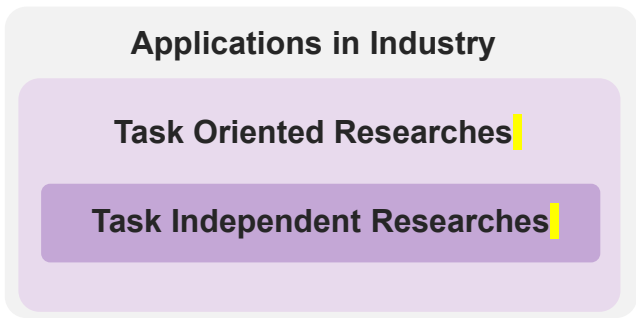 Applications in Industry
Task Oriented Researches
Task Independent Researches